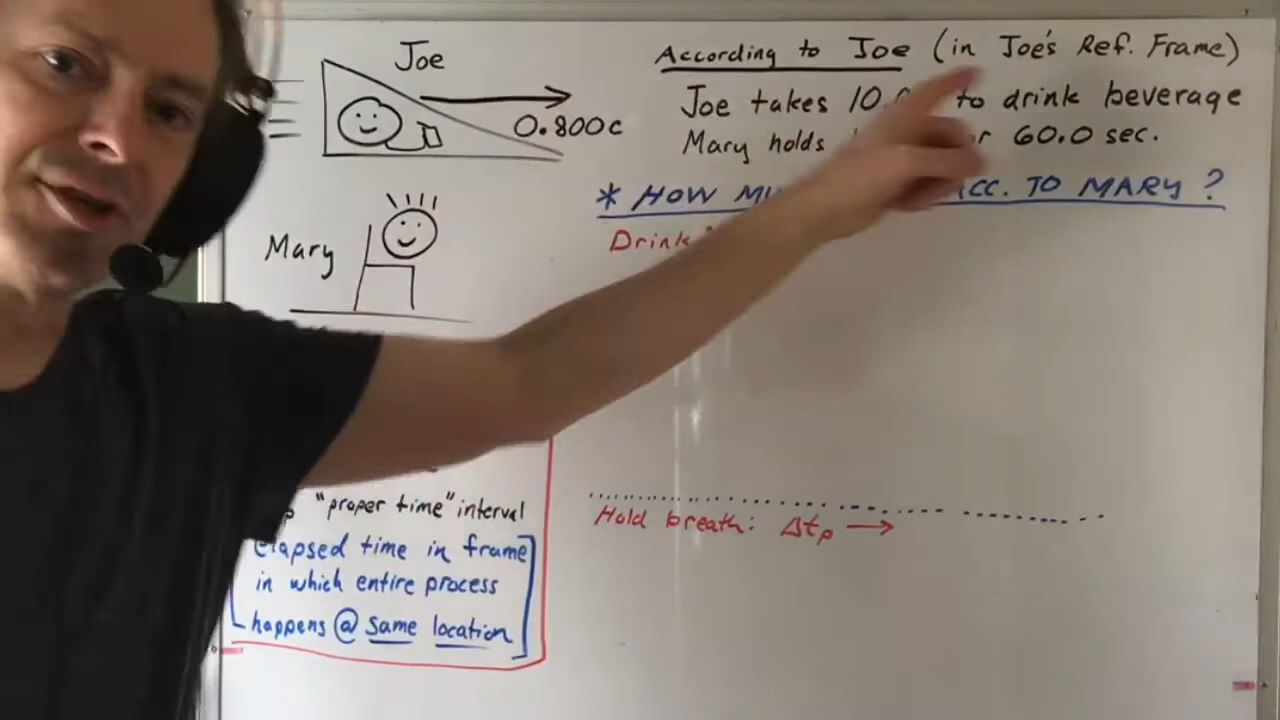 Joe
0.800c
Mary
According to Joe (in Joe's Ref. Frame)
Joe takes 10.0 to drink beverage
Mary holds 60.0 sec.
* HOW ACC. TO MARY ?
Drink
"proper time" interval
elapsed time in frame
in which entire process
happens @ same location
Hold breath: Δtₚ →